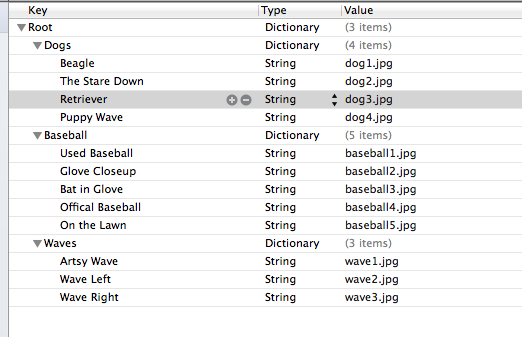 Key Type Value
Root Dictionary (3 items)
Dogs Dictionary (4 items)
Beagle String dog1.jpg
The Stare Down String dog2.jpg
Retriever String dog3.jpg
Puppy Wave String dog4.jpg
Baseball Dictionary (5 items)
Used Baseball String baseball1.jpg
Glove Closeup String baseball2.jpg
Bat in Glove String baseball3.jpg
Offical Baseball String baseball4.jpg
On the Lawn String baseball5.jpg
Waves Dictionary (3 items)
Artsy Wave String wave1.jpg
Wave Left String wave2.jpg
Wave Right String wave3.jpg